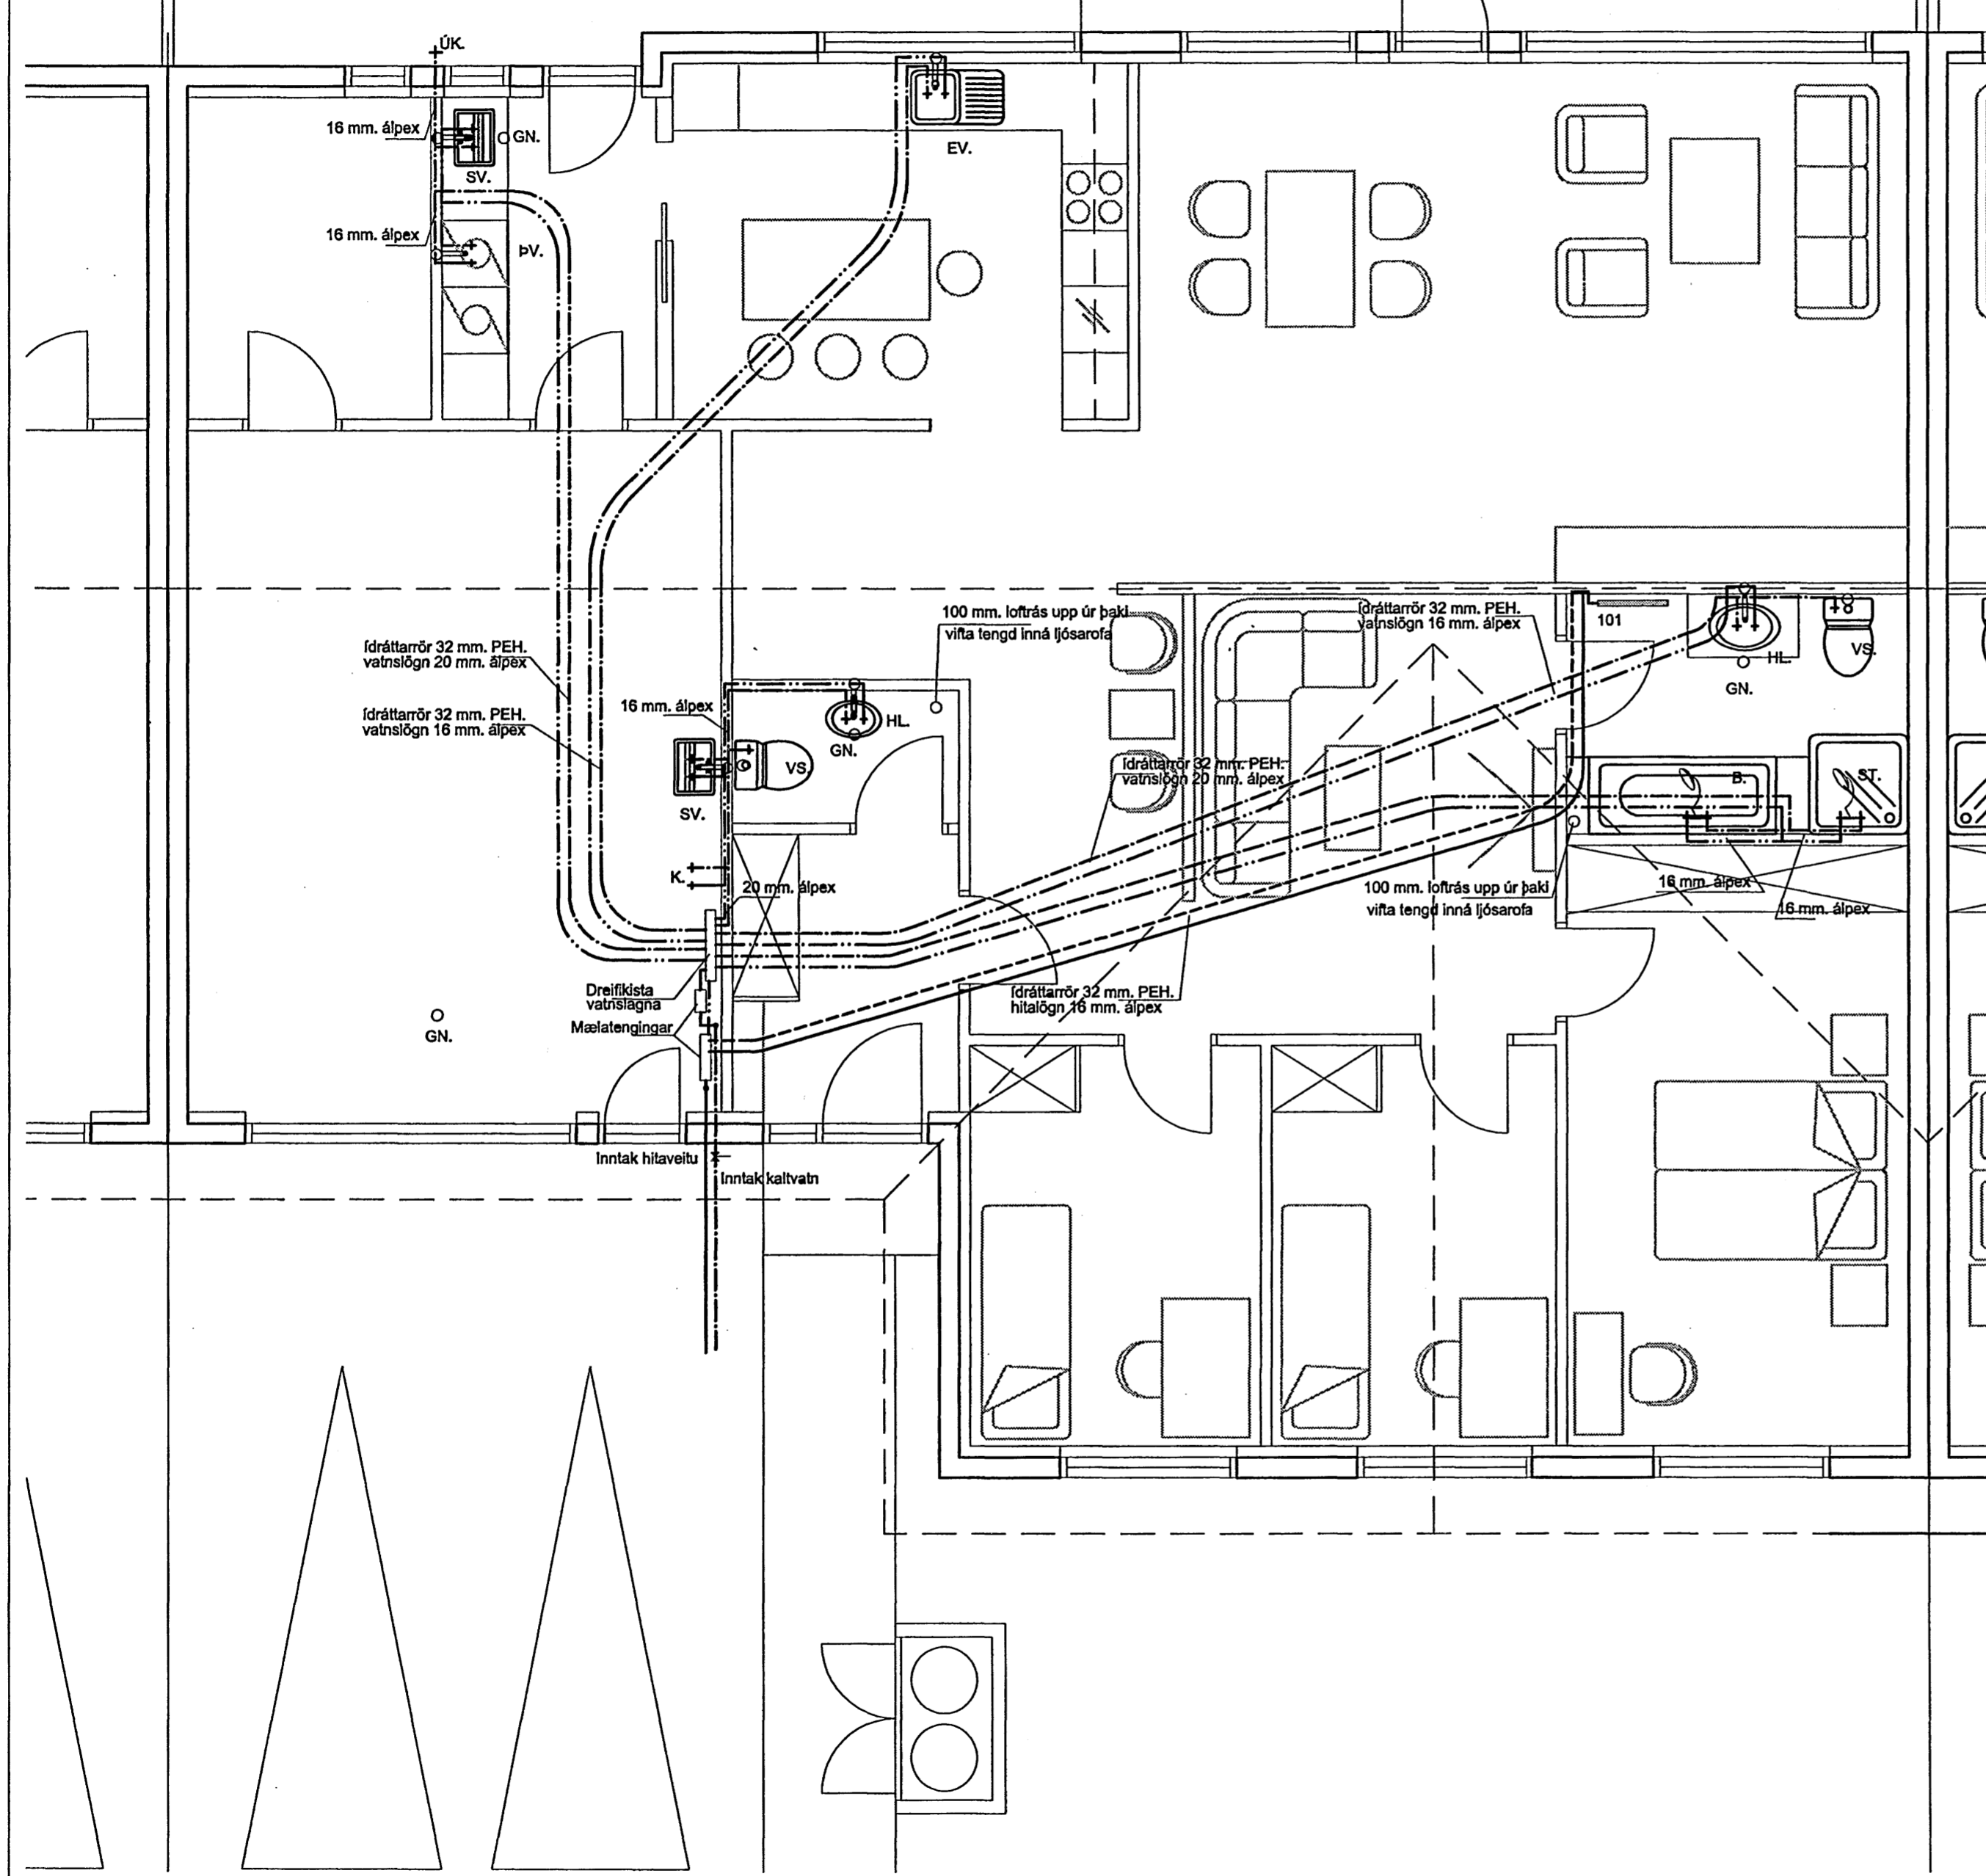 ÚK.
16 mm. álpex
GN.
SV.
EV.
16 mm. álpex
ÞV.
100 mm. loftrás upp úr þaki
vifta tengd inná ljósarofa
Ídráttarrör 32 mm. PEH.
vatnslögn 16 mm. álpex
101
HL.
VS.
GN.
Ídráttarrör 32 mm. PEH.
vatnslögn 20 mm. álpex
Ídráttarrör 32 mm. PEH.
vatnslögn 16 mm. álpex
16 mm. álpex
HL.
GN.
VS.
SV.
Ídráttarrör 32 mm. PEH.
vatnslögn 20 mm. álpex
B.
ST.
K.
20 mm. álpex
100 mm. loftrás upp úr þaki
vifta tengd inná ljósarofa
16 mm. álpex
16 mm. álpex
Dreifikista
vatnslagna
Mælatengingar
Ídráttarrör 32 mm. PEH.
hitalögn 16 mm. álpex
GN.
Inntak hitaveitu
Inntak kaltvatn